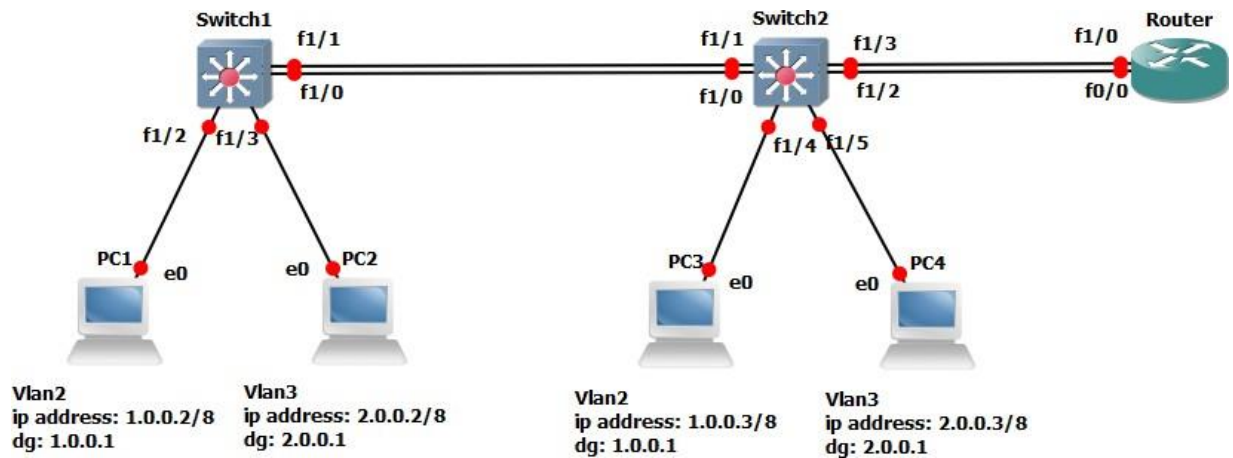 Switch1
Switch2
Router
f1/1
f1/1
f1/3
f1/0
f1/0
f1/0
f1/2
f0/0
f1/2
f1/3
f1/4
f1/5
PC1
e0
e0
PC2
PC3
e0
e0
PC4
Vlan2
ip address: 1.0.0.2/8
dg: 1.0.0.1
Vlan3
ip address: 2.0.0.2/8
dg: 2.0.0.1
Vlan2
ip address: 1.0.0.3/8
dg: 1.0.0.1
Vlan3
ip address: 2.0.0.3/8
dg: 2.0.0.1